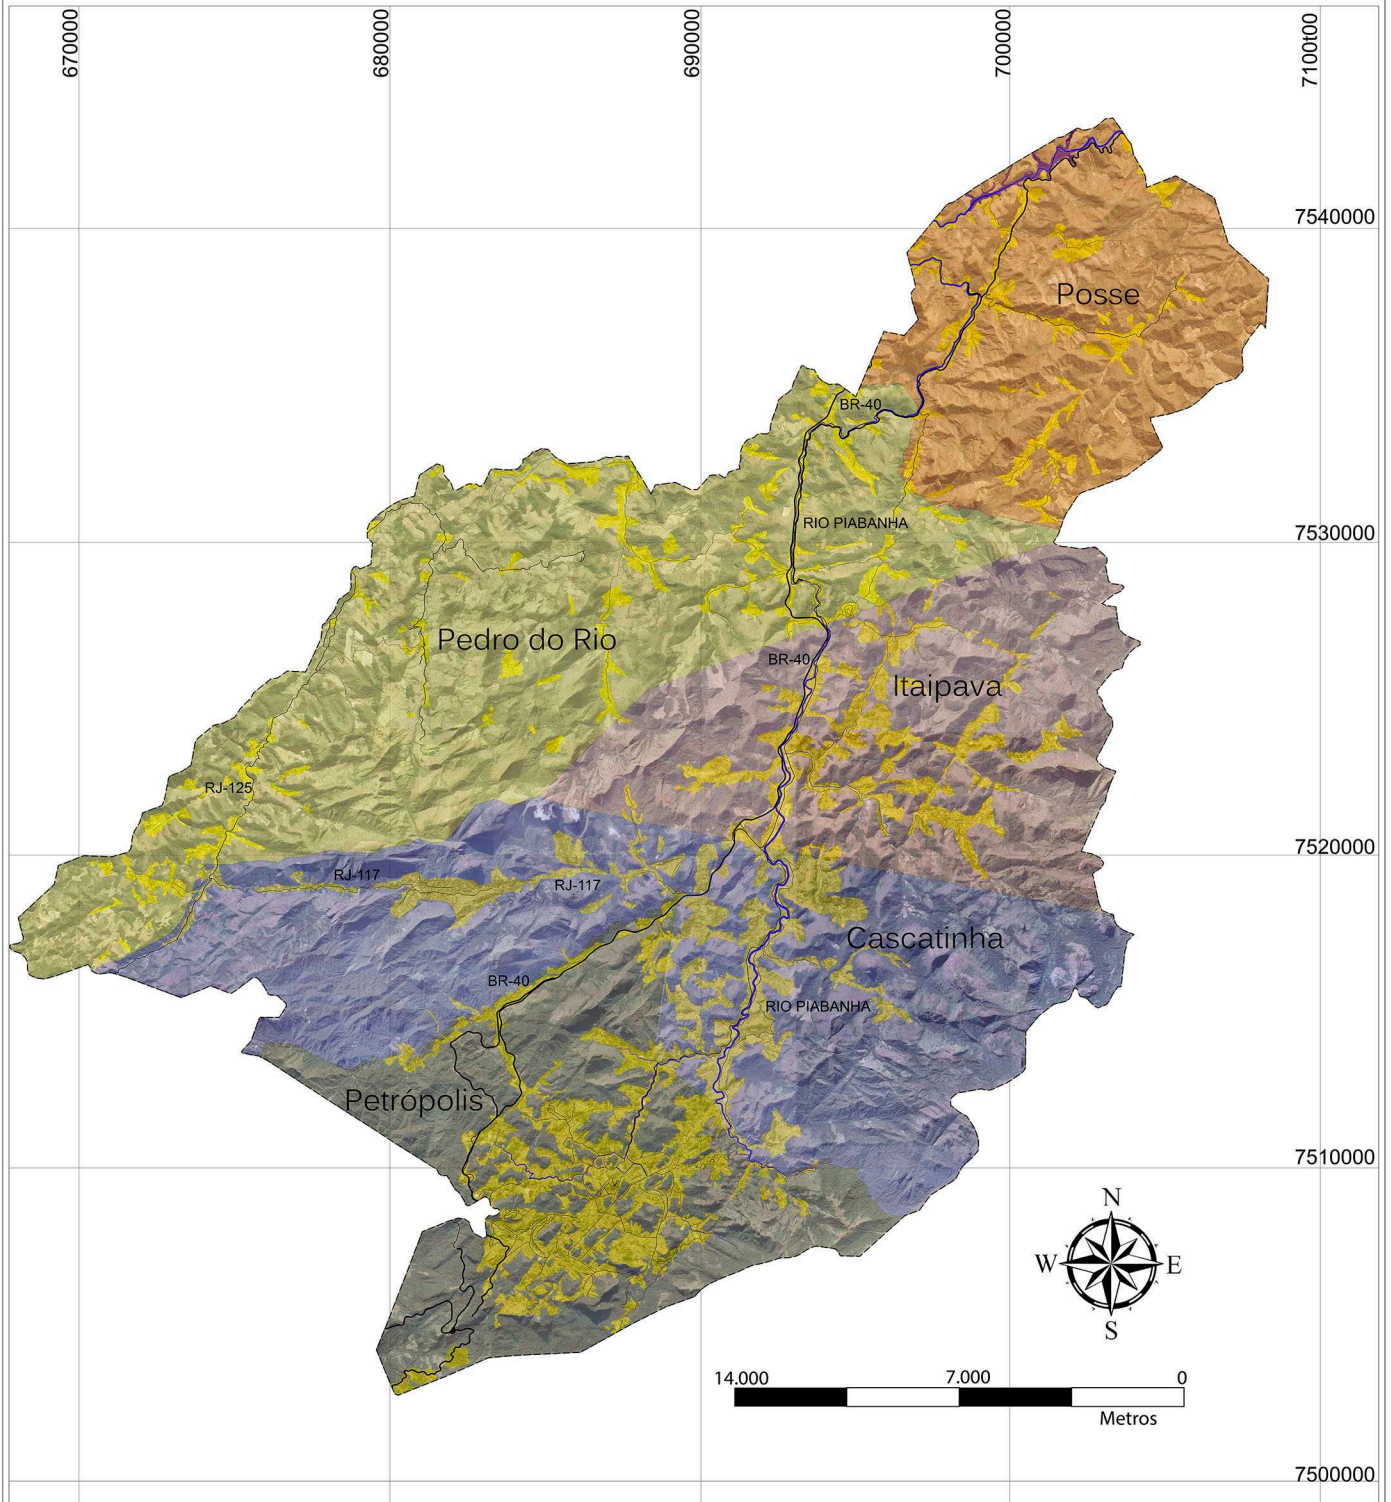 670000
680000
690000
700000
7100t00
7540000
Posse
BR-40
RIO PIABANHA
7530000
Pedro do Rio
BR-40
Itaipava
RJ-125
7520000
RJ-117
RJ-117
Cascatinha
BR-40
RIO PIABANHA
Petrópolis
7510000
N
W
E
S
14.000
7.000
0
Metros
7500000